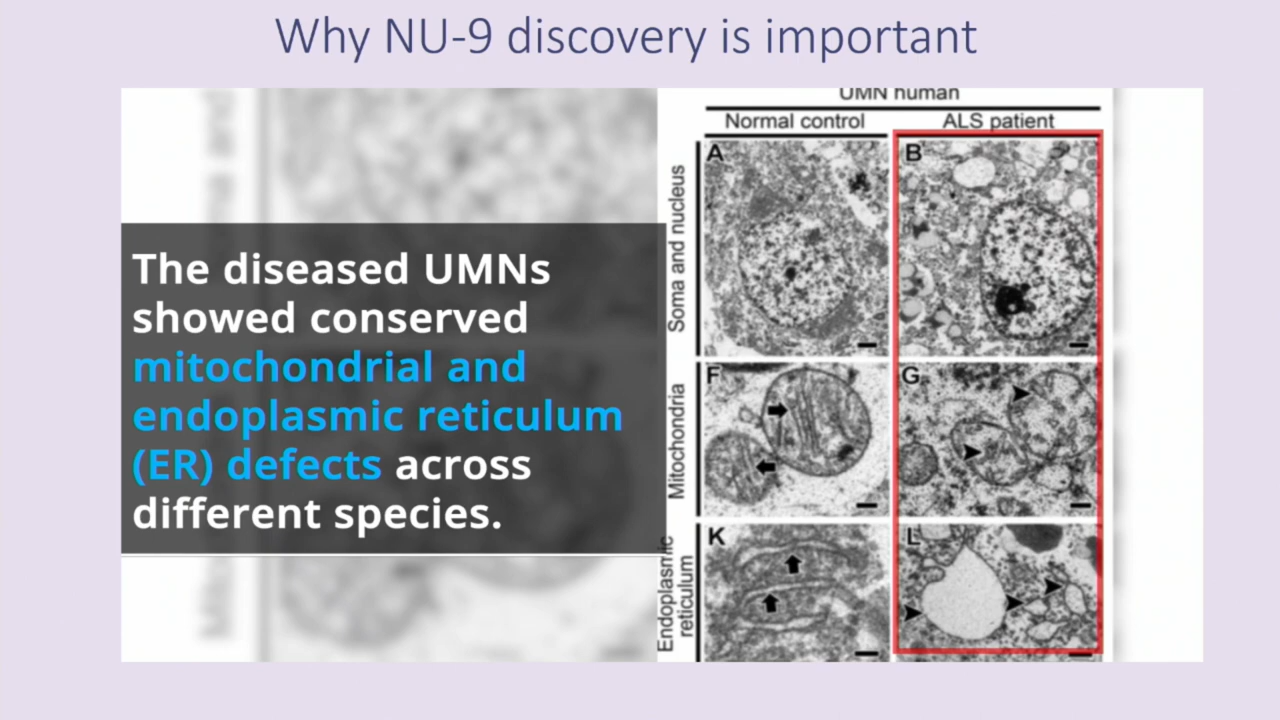 Why NU-9 discovery is important
The diseased UMNs
showed conserved
mitochondrial and
endoplasmic reticulum
(ER) defects across
different species.
UMN human
Normal control
ALS patient
Soma and nucleus
A
B
Mitochondria
F
G
Endoplasmic
reticulum
K
L